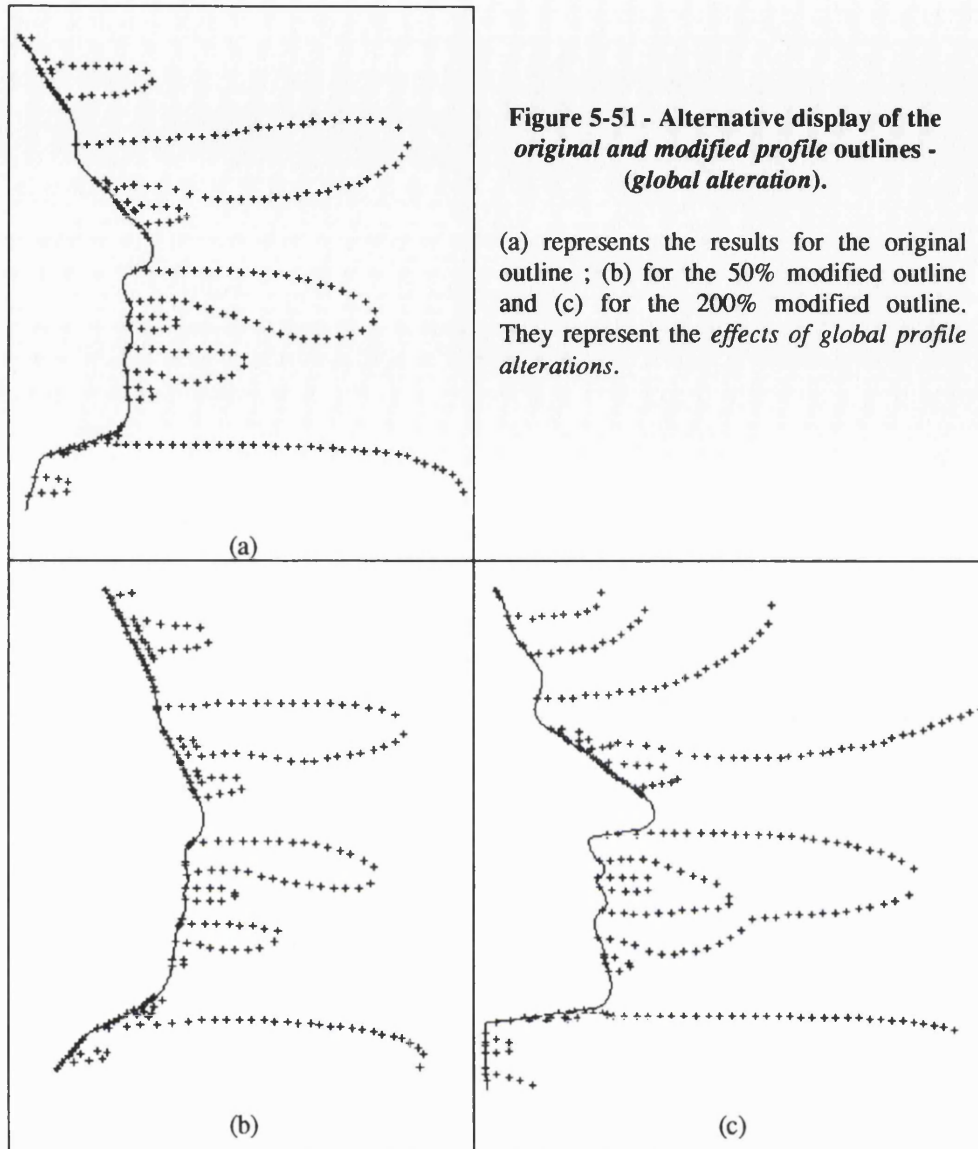 Figure 5-51 - Alternative display of the
original and modified profile outlines -
(global alteration).
(a) represents the results for the original
outline ; (b) for the 50% modified outline
and (c) for the 200% modified outline.
They represent the effects of global profile
alterations.
(a)
(b)
(c)